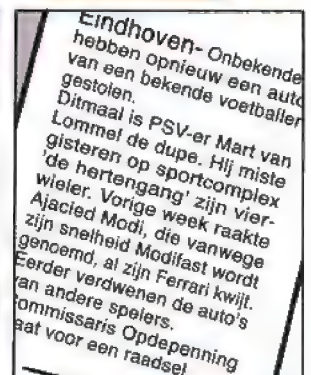 Eindhoven- Onbekende
hebben opnieuw een auto
van een bekende voetballer
gestolen.
Ditmaal is PSV-er Mart van
Lommel de dupe. Hij miste
gisteren op sportcomplex
'de hertengang' zijn vier-
wieler. Vorige week raakte
Ajacied Modi, die vanwege
zijn snelheid Modifast wordt
genoemd, al zijn Ferrari kwijt.
Eerder verdwenen de auto's
van andere spelers.
ommissaris Opdepenning
aat voor een raadsel